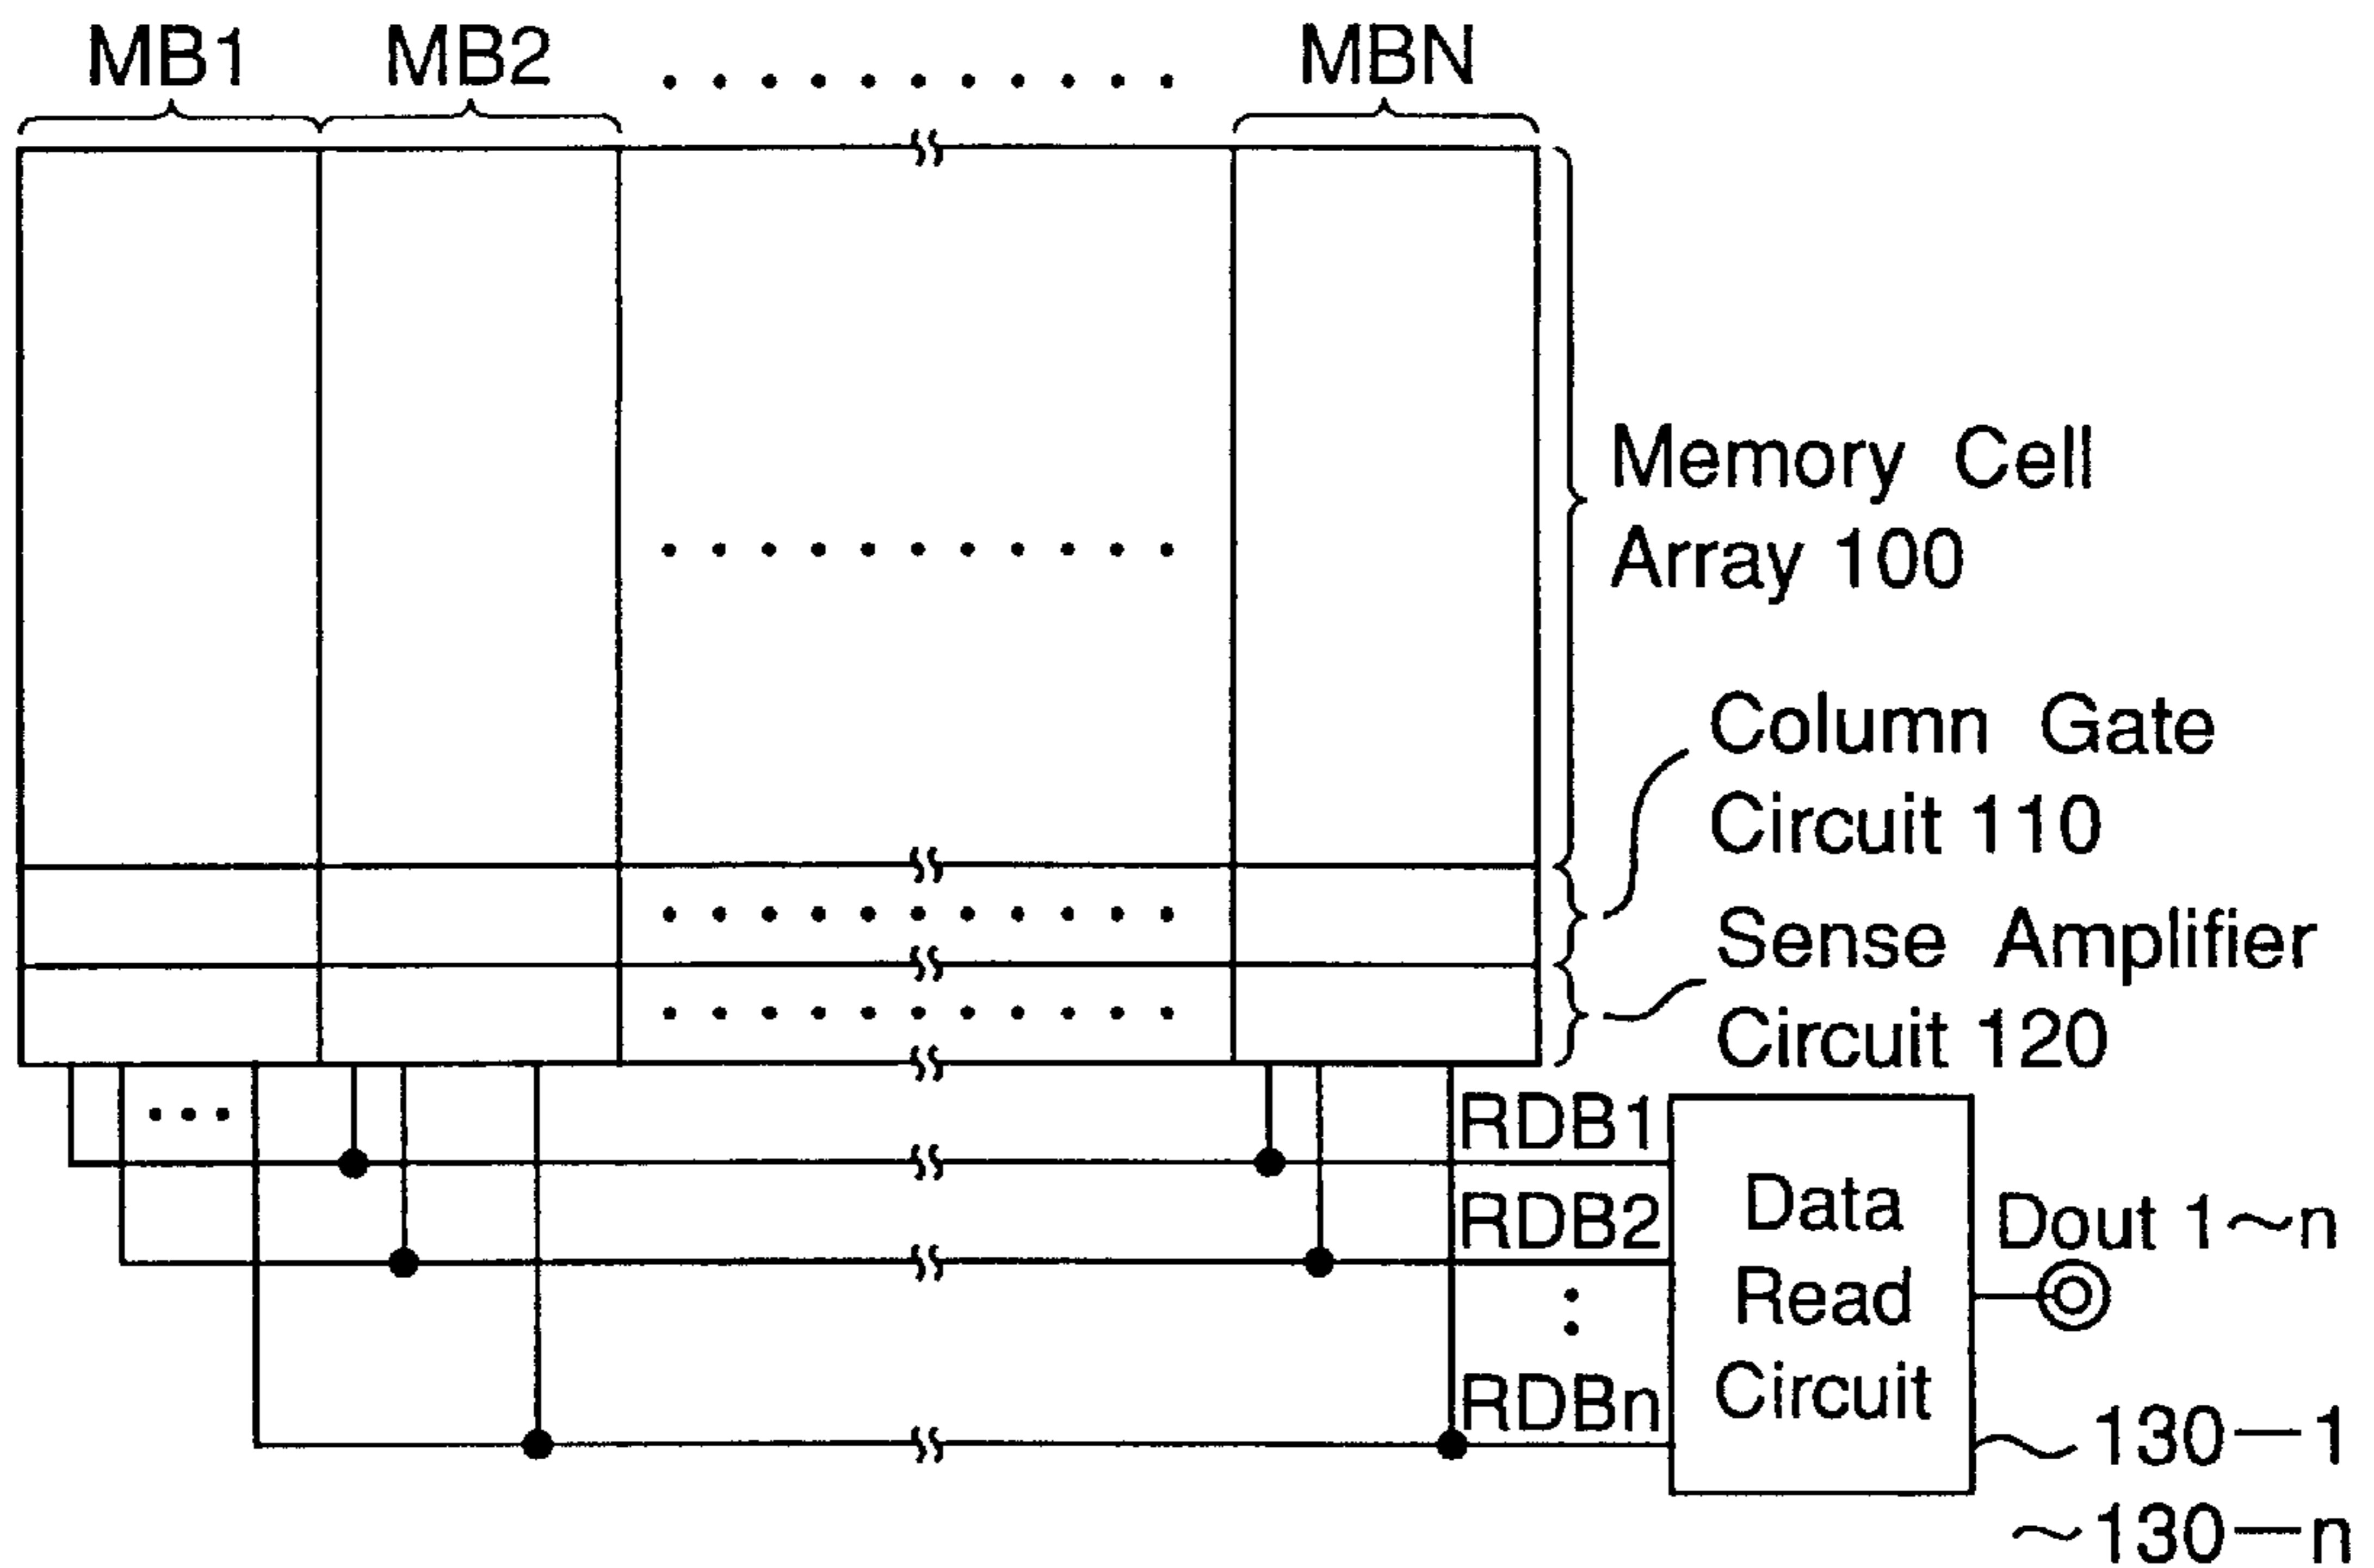 MB1 MB2 MBN
Memory Cell
Array 100
Column Gate
Circuit 110
Sense Amplifier
Circuit 120
RDB1
RDB2
RDBn
Data
Read
Circuit
Dout 1~n
130—1
~130—n